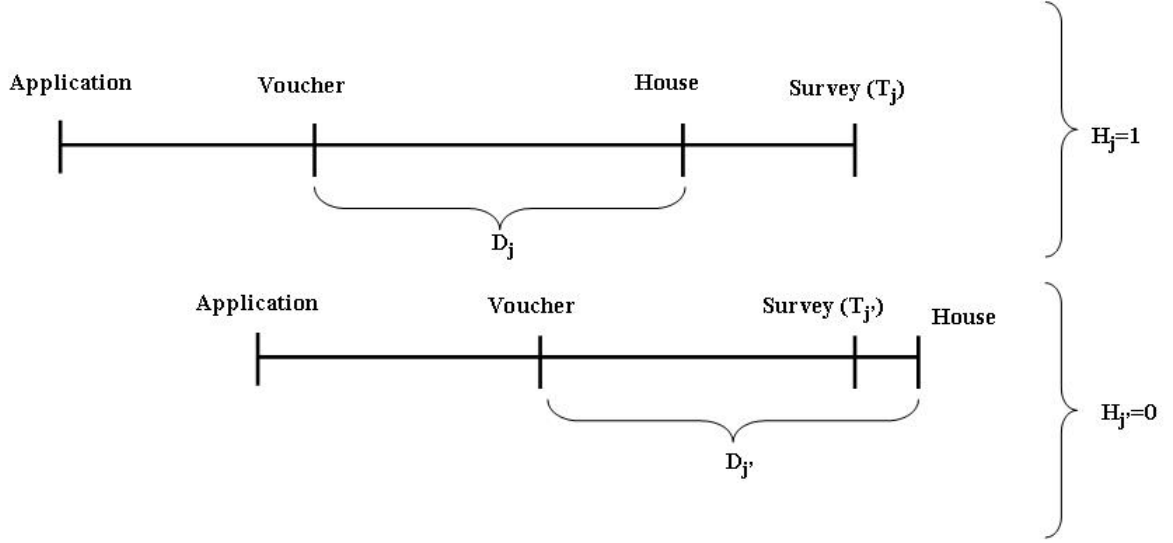 Application
Voucher
House
Survey (Tj)
Hj=1
Dj
Application
Voucher
Survey (Tj')
House
Hj'=0
Dj'